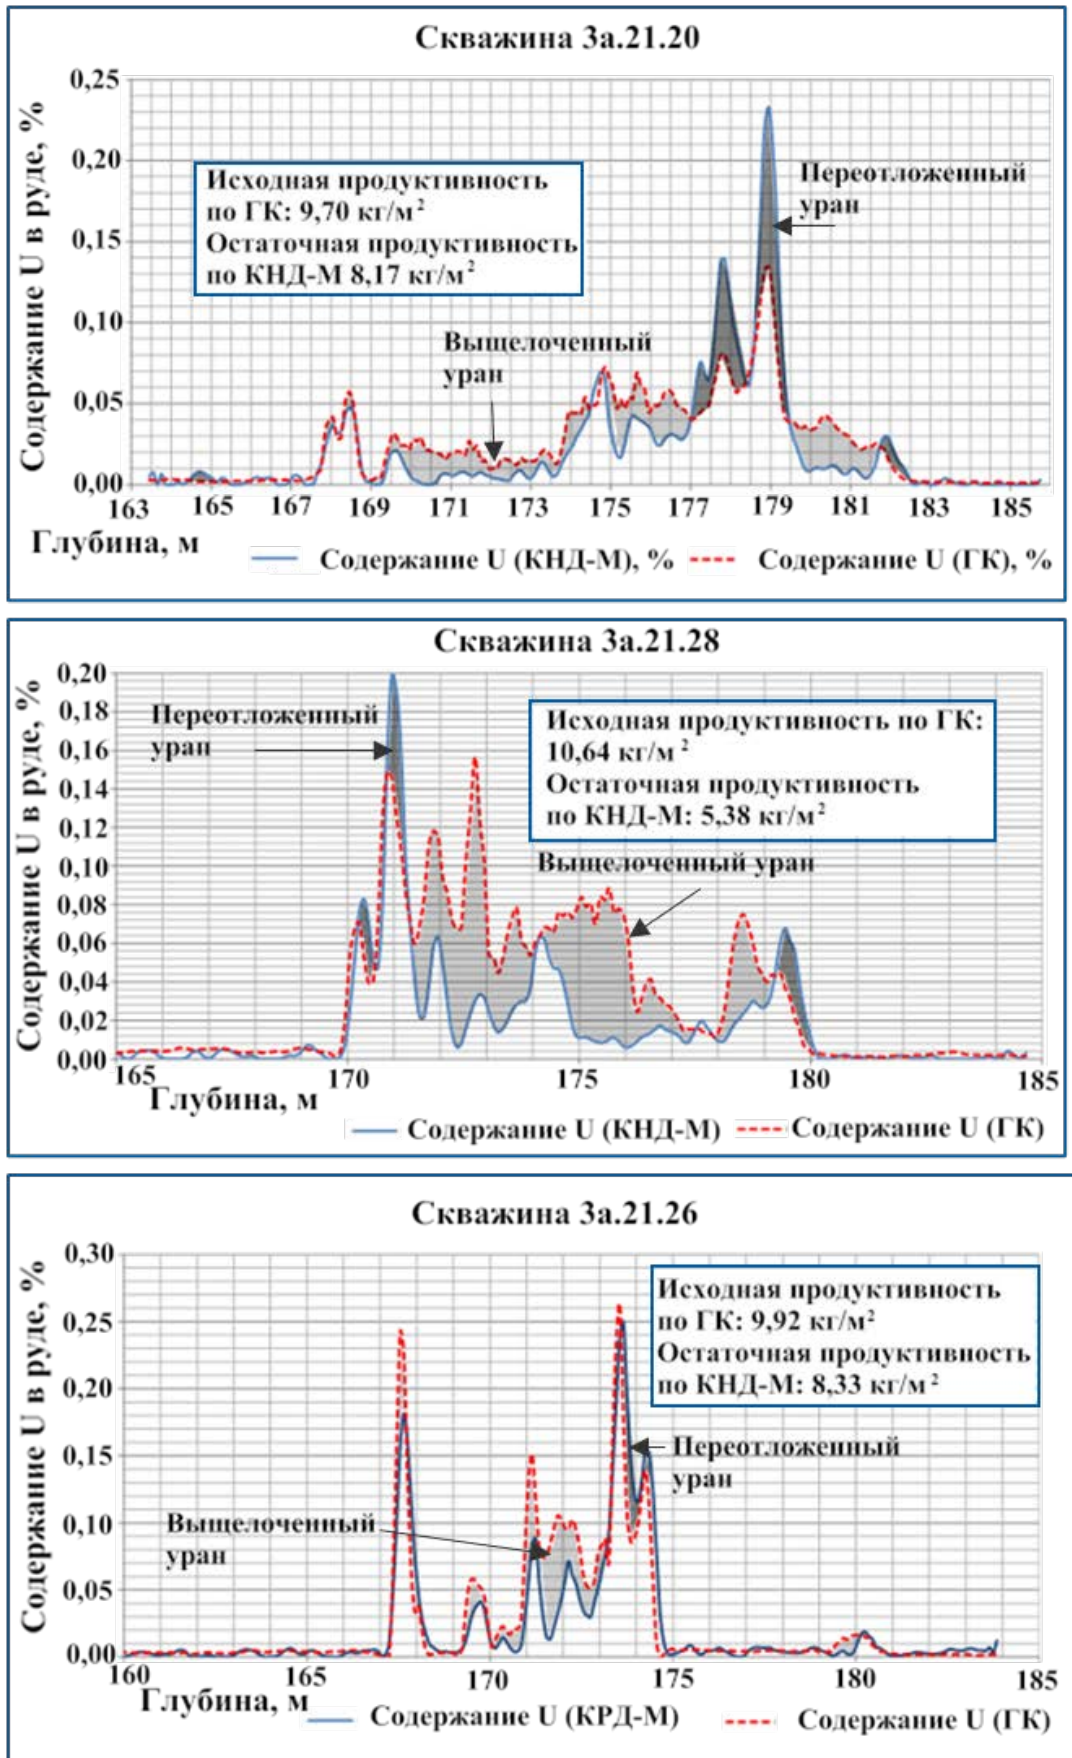 Скважина 3а.21.20
Содержание U в руде, %
0,25
0,20
0,15
0,10
0,05
0,00
Исходная продуктивность
по ГК: 9,70 кг/м²
Остаточная продуктивность
по КНД-М 8,17 кг/м²
Переотложенный
уран
Выщелоченный
уран
163 165 167 169 171 173 175 177 179 181 183 185
Глубина, м
Содержание U (КНД-М), % Содержание U (ГК), %
Скважина 3а.21.28
Содержание U в руде, %
0,20
0,18
0,16
0,14
0,12
0,10
0,08
0,06
0,04
0,02
0,00
Переотложенный
уран
Исходная продуктивность по ГК:
10,64 кг/м²
Остаточная продуктивность
по КНД-М: 5,38 кг/м²
Выщелоченный уран
165 170 175 180 185
Глубина, м
Содержание U (КНД-М) Содержание U (ГК)
Скважина 3а.21.26
Содержание U в руде, %
0,30
0,25
0,20
0,15
0,10
0,05
0,00
Исходная продуктивность
по ГК: 9,92 кг/м²
Остаточная продуктивность
по КНД-М: 8,33 кг/м²
Переотложенный
уран
Выщелоченный
уран
160 165 170 175 180 185
Глубина, м
Содержание U (КРД-М) Содержание U (ГК)